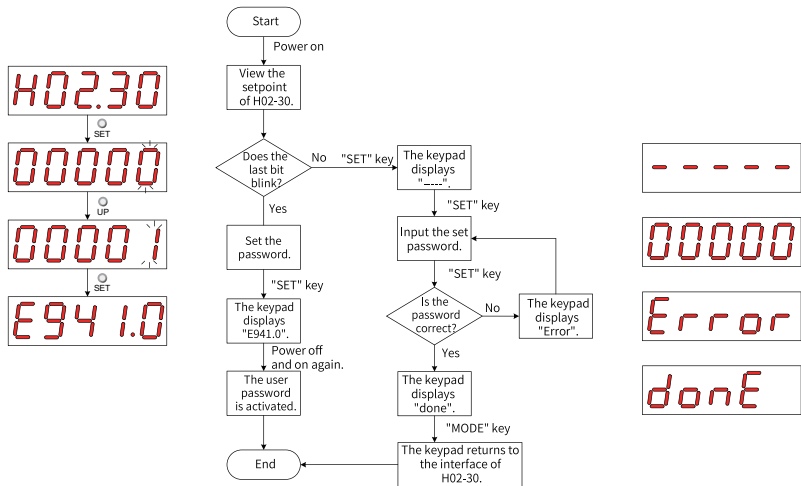 Start
Power on
View the
setpoint
of H02-30.
Does the
last bit
blink?
No
"SET" key
The keypad
displays
"-----".
"SET" key
Yes
Set the
password.
"SET" key
The keypad
displays
"E941.0".
Power off
and on again.
The user
password
is activated.
End
Input the set
password.
"SET" key
Is the
password
correct?
No
The keypad
displays
"Error".
Yes
The keypad
displays
"done".
"MODE" key
The keypad returns to
the interface of
H02-30.
H02.30
SET
00000
UP
00001
SET
E941.0
-----
00000
Error
donE